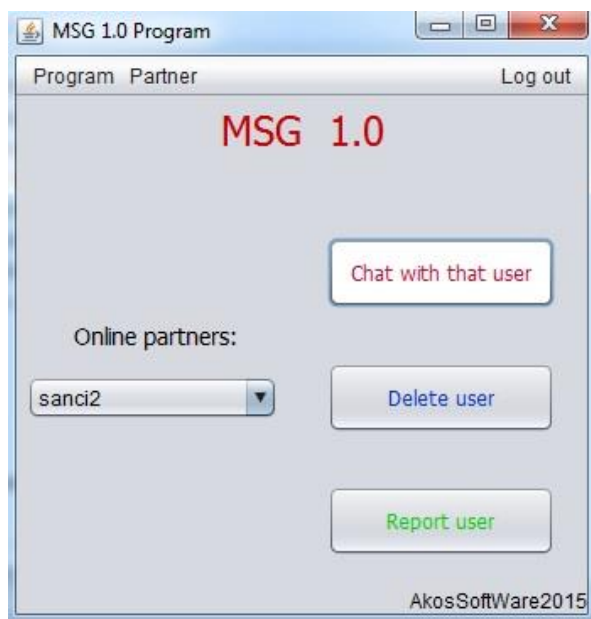 MSG 1.0 Program
Program Partner Log out
MSG 1.0
Chat with that user
Online partners:
sanci2
Delete user
Report user
AkosSoftWare2015